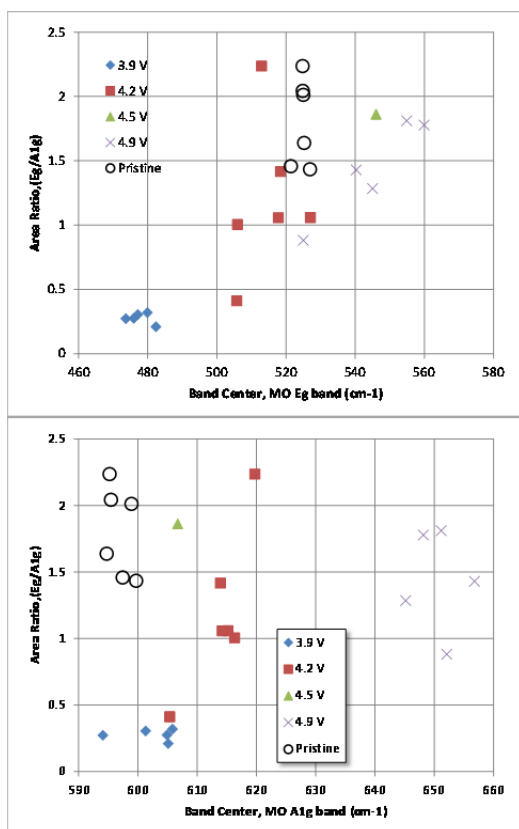 2.5
3.9 V
4.2 V
2
4.5 V
4.9 V
1.5
Pristine
1
0.5
0
Area Ratio,(Eg/A1g)
460 480 500 520 540 560 580
Band Center, MO Eg band (cm-1)
2.5
2
1.5
1
0.5
0
Area Ratio,(Eg/A1g)
3.9 V
4.2 V
4.5 V
4.9 V
Pristine
590 600 610 620 630 640 650 660
Band Center, MO A1g band (cm-1)